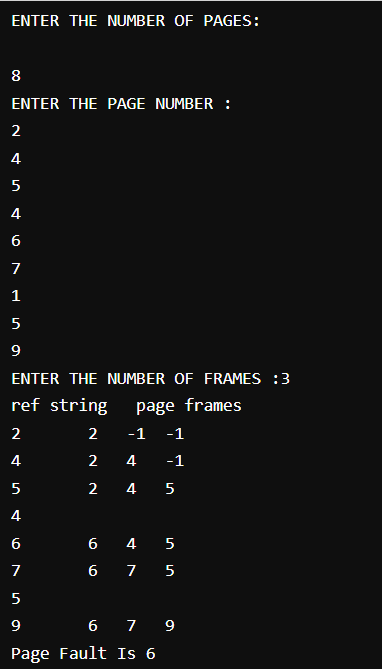 ENTER THE NUMBER OF PAGES:
8
ENTER THE PAGE NUMBER :
2
4
5
4
6
7
1
5
9
ENTER THE NUMBER OF FRAMES :3
ref string   page frames
2       2   -1  -1
4       2   4   -1
5       2   4   5
4
6       6   4   5
7       6   7   5
5
9       6   7   9
Page Fault Is 6